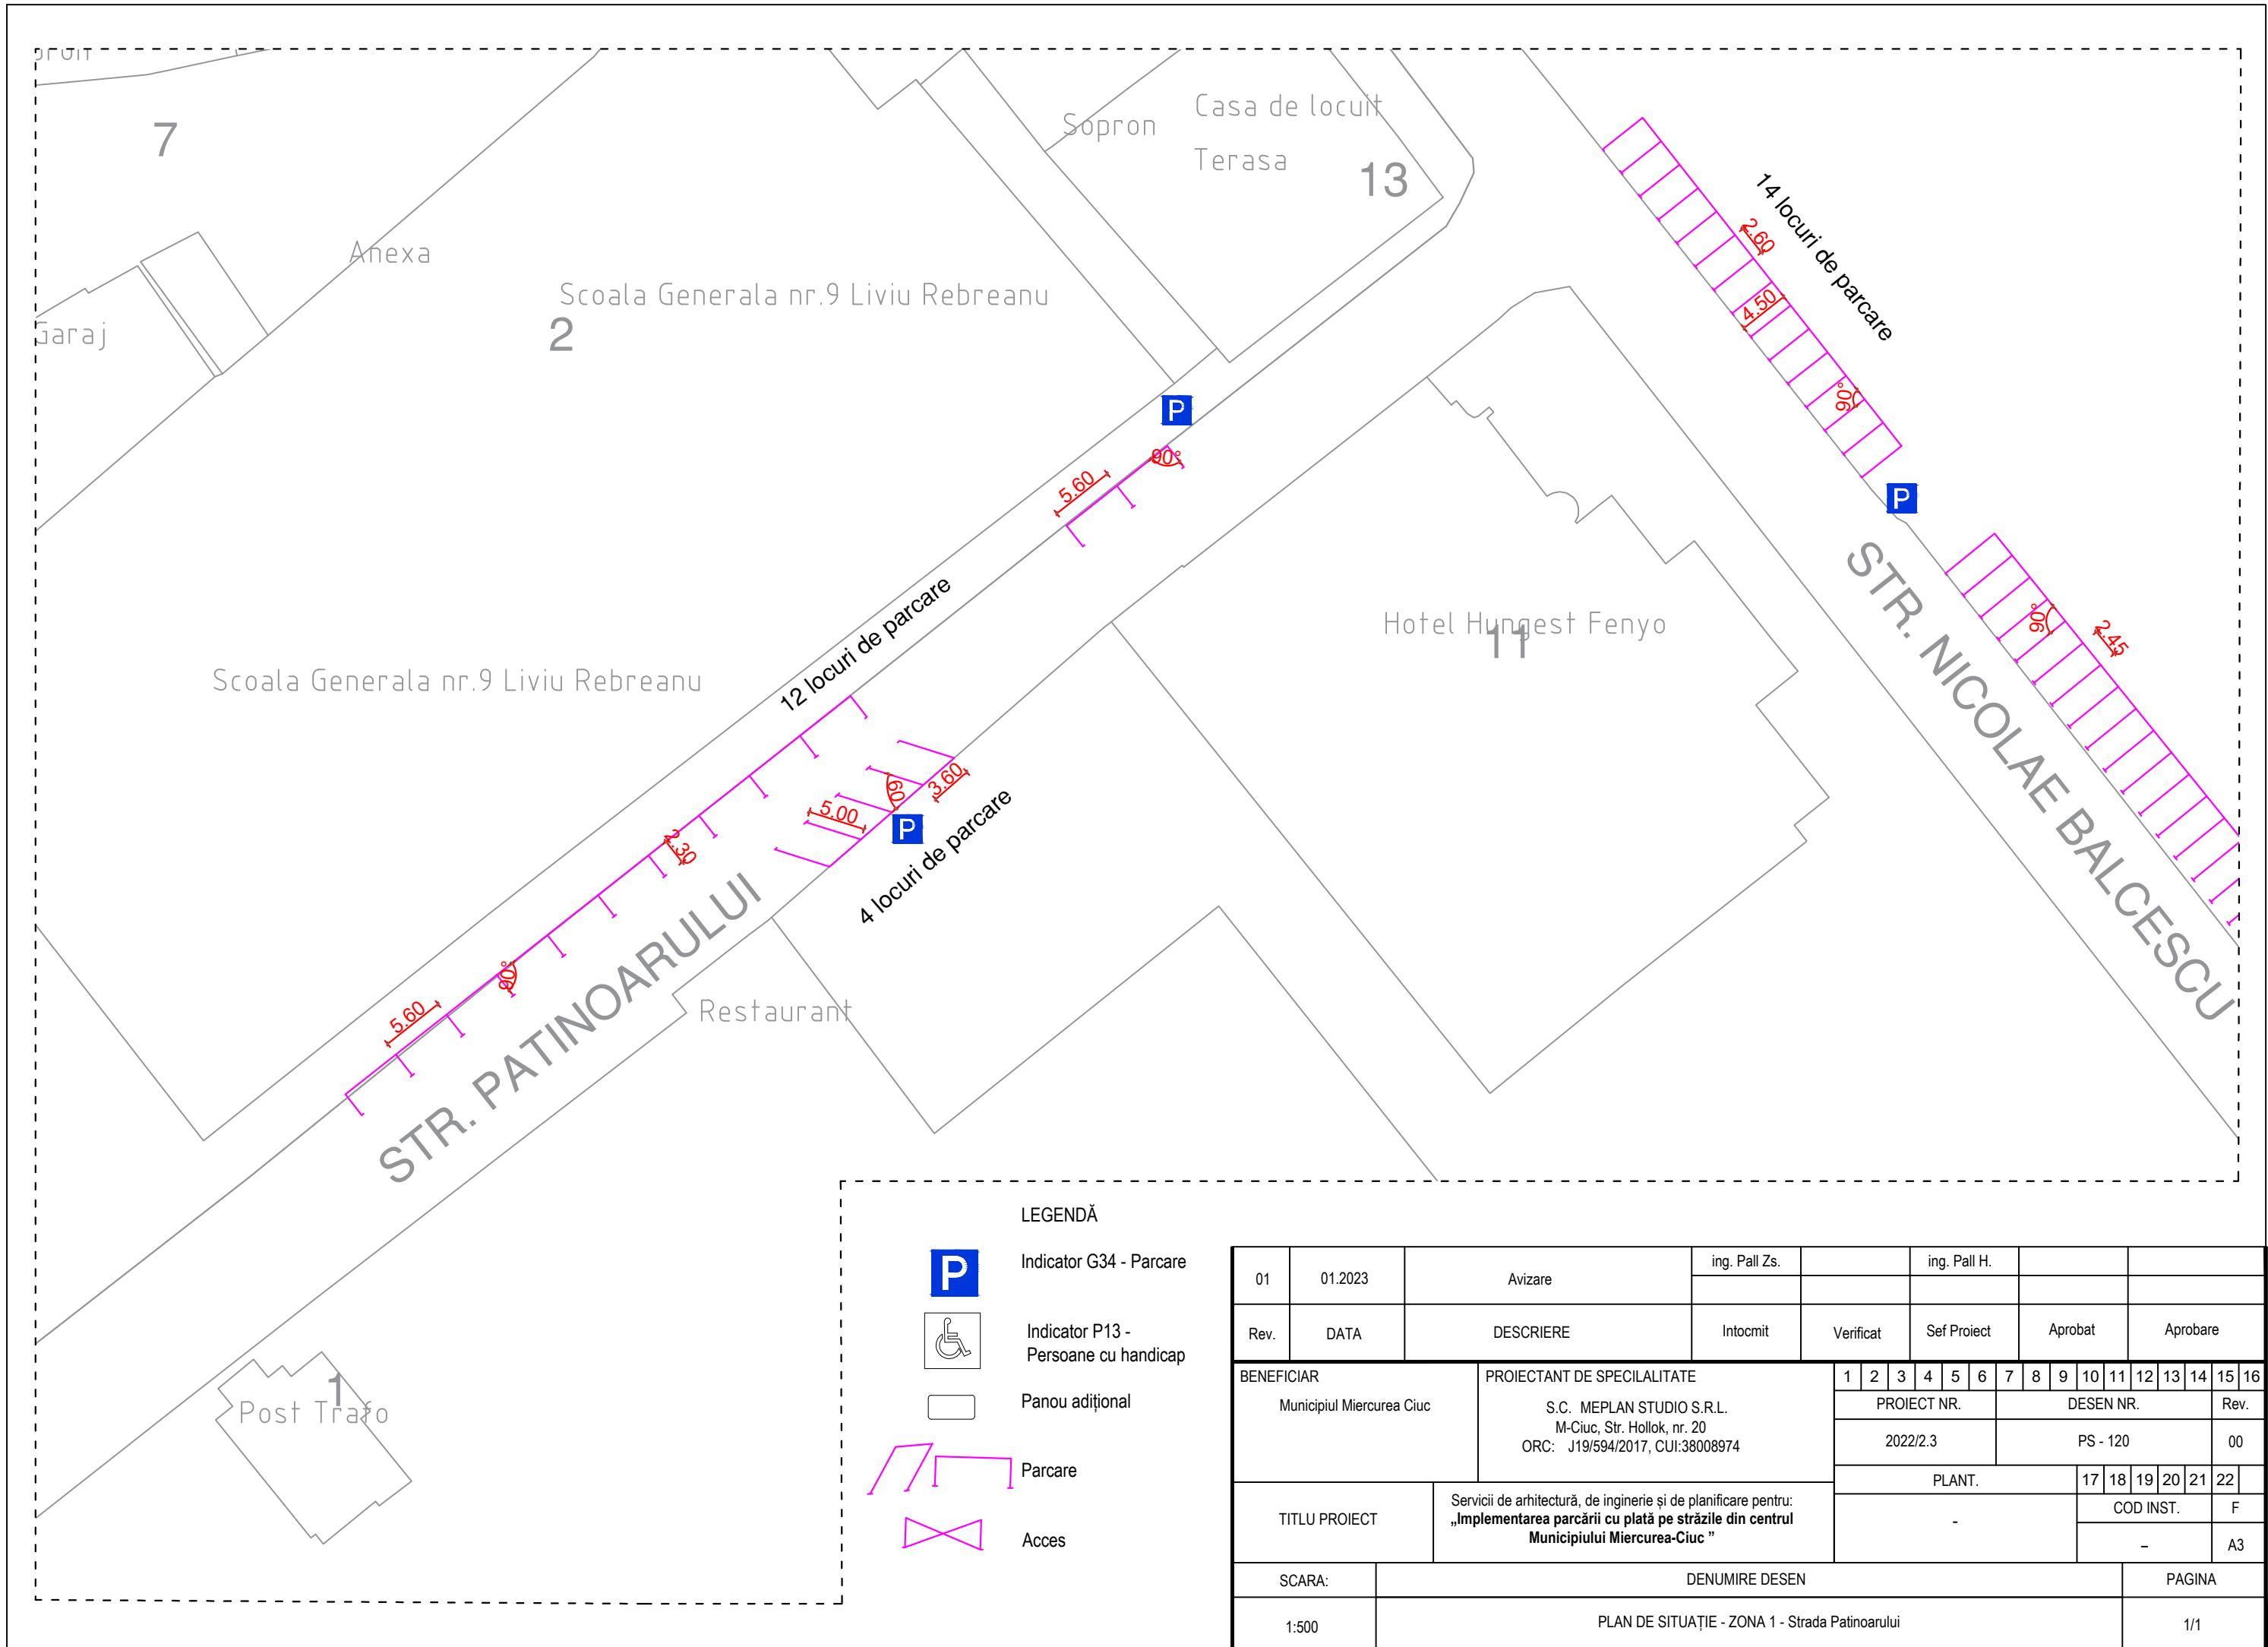 7
Anexa
Garaj
2
Scoala Generala nr.9 Liviu Rebreanu
Sopron
Casa de locuit
Terasa
13
14 locuri de parcare
2.60
4.50
90°
P
P
5.60
90°
12 locuri de parcare
Scoala Generala nr.9 Liviu Rebreanu
Hotel Hungest Fenyo
11
STR. NICOLAE BALCESCU
90°
2.45
2.30
5.00
60
3.60
P
4 locuri de parcare
90°
5.60
STR. PATINOARULUI
Restaurant
1
Post Trafo
LEGENDĂ
P
Indicator G34 - Parcare
Indicator P13 -
Persoane cu handicap
Panou adițional
Parcare
Acces
01 01.2023 Avizare ing. Pall Zs. ing. Pall H.
Rev. DATA DESCRIERE Intocmit Verificat Sef Proiect Aprobat Aprobare
BENEFICIAR
Municipiul Miercurea Ciuc
PROIECTANT DE SPECILALITATE
S.C. MEPLAN STUDIO S.R.L.
M-Ciuc, Str. Hollok, nr. 20
ORC: J19/594/2017, CUI:38008974
1 2 3 4 5 6 7 8 9 10 11 12 13 14 15 16
PROIECT NR. DESEN NR. Rev.
2022/2.3 PS - 120 00
PLANT. 17 18 19 20 21 22
COD INST. F
-
– A3
TITLU PROIECT
Servicii de arhitectură, de inginerie și de planificare pentru:
„Implementarea parcării cu plată pe străzile din centrul
Municipiului Miercurea-Ciuc ”
SCARA: DENUMIRE DESEN PAGINA
1:500 PLAN DE SITUAȚIE - ZONA 1 - Strada Patinoarului 1/1